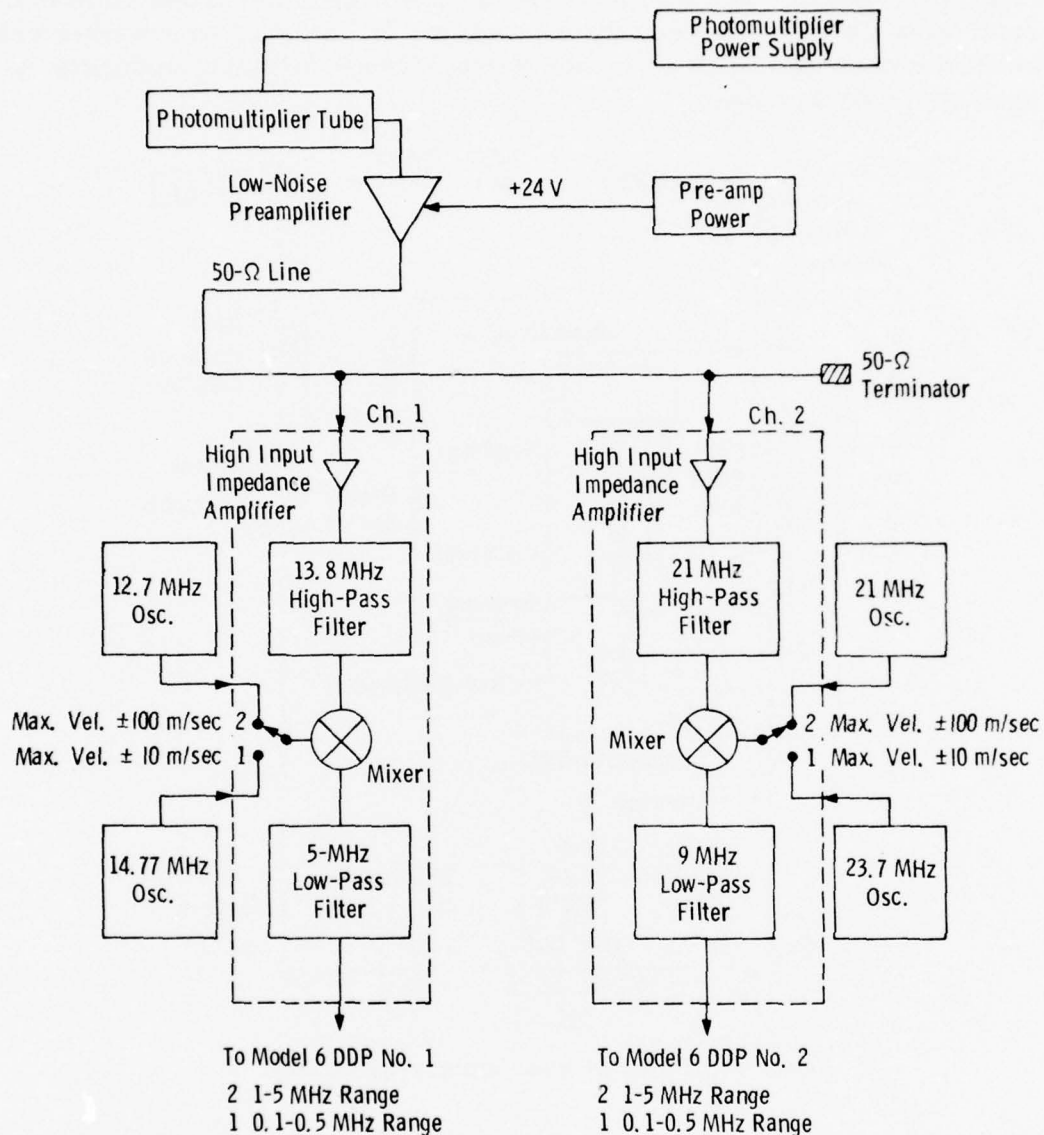 Photomultiplier
Power Supply
Photomultiplier Tube
Low-Noise
Preamplifier
+24 V
Pre-amp
Power
50-Ω Line
50-Ω
Terminator
Ch. 1
Ch. 2
High Input
Impedance
Amplifier
High Input
Impedance
Amplifier
12.7 MHz
Osc.
13.8 MHz
High-Pass
Filter
21 MHz
High-Pass
Filter
21 MHz
Osc.
Max. Vel. ±100 m/sec 2
Max. Vel. ±10 m/sec 1
Mixer
Mixer
2 Max. Vel. ±100 m/sec
1 Max. Vel. ±10 m/sec
14.77 MHz
Osc.
5-MHz
Low-Pass
Filter
9 MHz
Low-Pass
Filter
23.7 MHz
Osc.
To Model 6 DDP No. 1
2 1-5 MHz Range
1 0.1-0.5 MHz Range
To Model 6 DDP No. 2
2 1-5 MHz Range
1 0.1-0.5 MHz Range